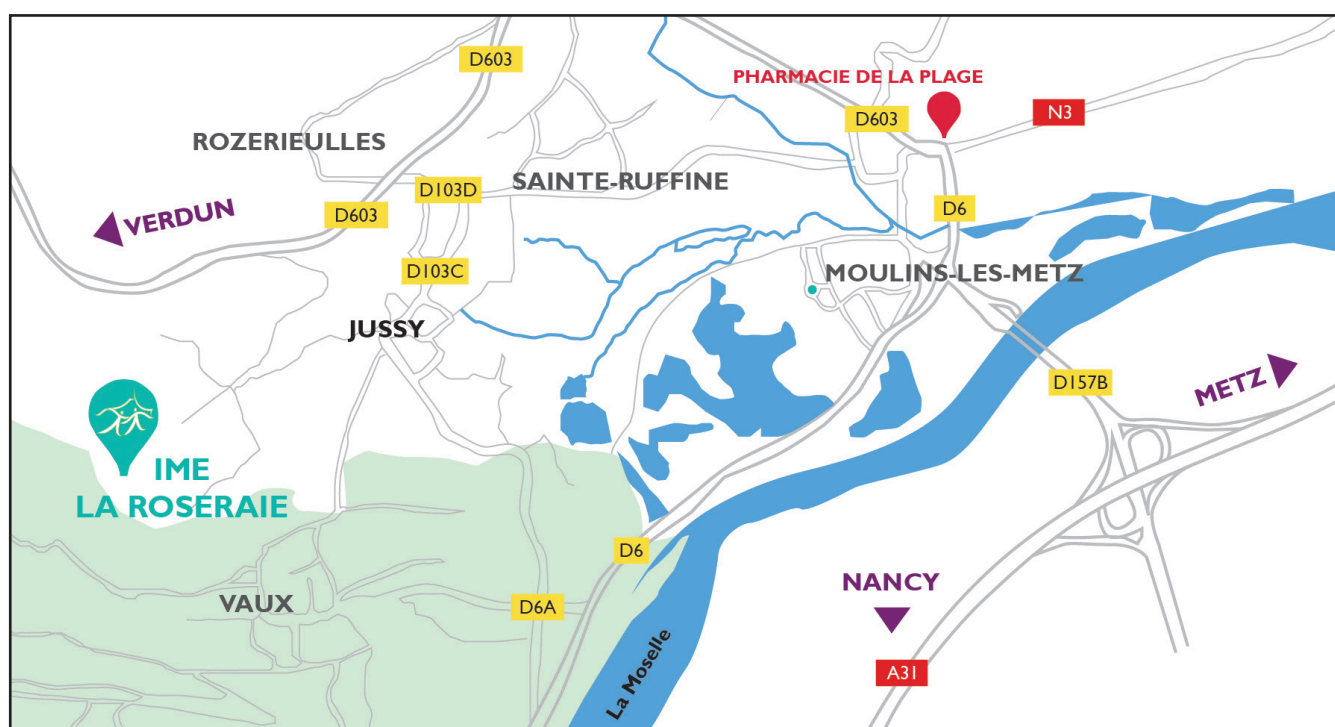 D603
PHARMACIE DE LA PLAGE
D603
N3
ROZERIEULLES
D103D
SAINTE-RUFFINE
VERDUN
D603
D6
D103C
MOULINS-LES-METZ
JUSSY
D157B
METZ
IME
LA ROSERAIE
D6
NANCY
VAUX
D6A
La Moselle
A31